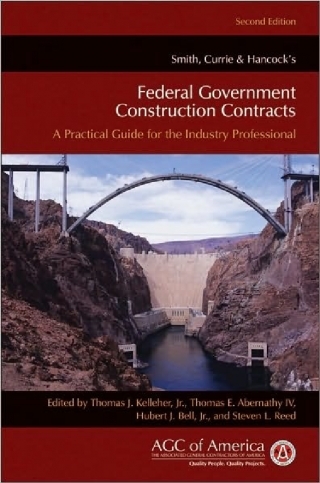 Second Edition
Smith, Currie & Hancock's
Federal Government
Construction Contracts
A Practical Guide for the Industry Professional
Edited by Thomas J. Kelleher, Jr., Thomas E. Abernathy IV,
Hubert J. Bell, Jr., and Steven L. Reed
AGC of America
THE ASSOCIATED GENERAL CONTRACTORS OF AMERICA
Quality People. Quality Projects.